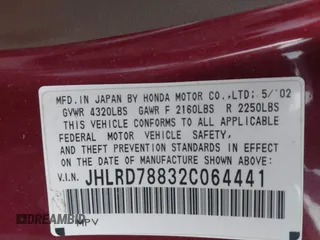 MFD.IN JAPAN BY HONDA MOTOR CO.,LTD; 5/'02
GVWR 4320LBS GAWR F 2160LBS R 2250LBS
THIS VEHICLE CONFORMS TO ALL APPLICABLE
FEDERAL MOTOR VEHICLE SAFETY,
AND THEFT PREVENTION STANDARDS IN EFFECT
ON THE DATE OF MANUFACTURE SHOWN ABOVE.
V.I.N. JHLRD78832C064441
DREAMBID
MPV